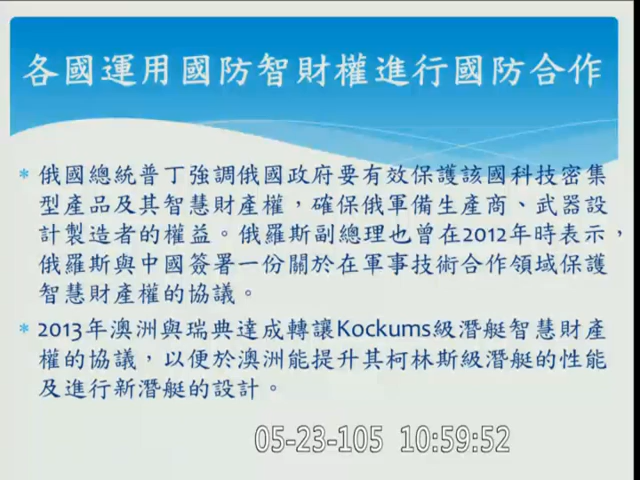 各國運用國防智財權進行國防合作
* 俄國總統普丁強調俄國政府要有效保護該國科技密集
型產品及其智慧財產權，確保俄軍備生產商、武器設
計製造者的權益。俄羅斯副總理也曾在2012年時表示，
俄羅斯與中國簽署一份關於在軍事技術合作領域保護
智慧財產權的協議。
* 2013年澳洲與瑞典達成轉讓Kockums級潛艇智慧財產
權的協議，以便於澳洲能提升其柯林斯級潛艇的性能
及進行新潛艇的設計。
05-23-105 10:59:52